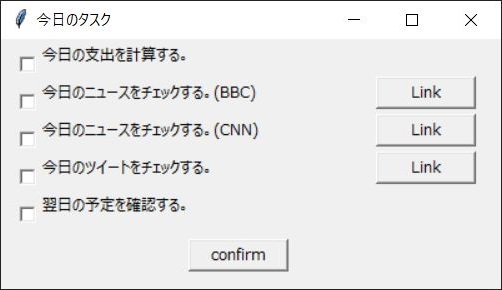 今日のタスク
今日の支出を計算する。
今日のニュースをチェックする。(BBC) Link
今日のニュースをチェックする。(CNN) Link
今日のツイートをチェックする。 Link
翌日の予定を確認する。
confirm